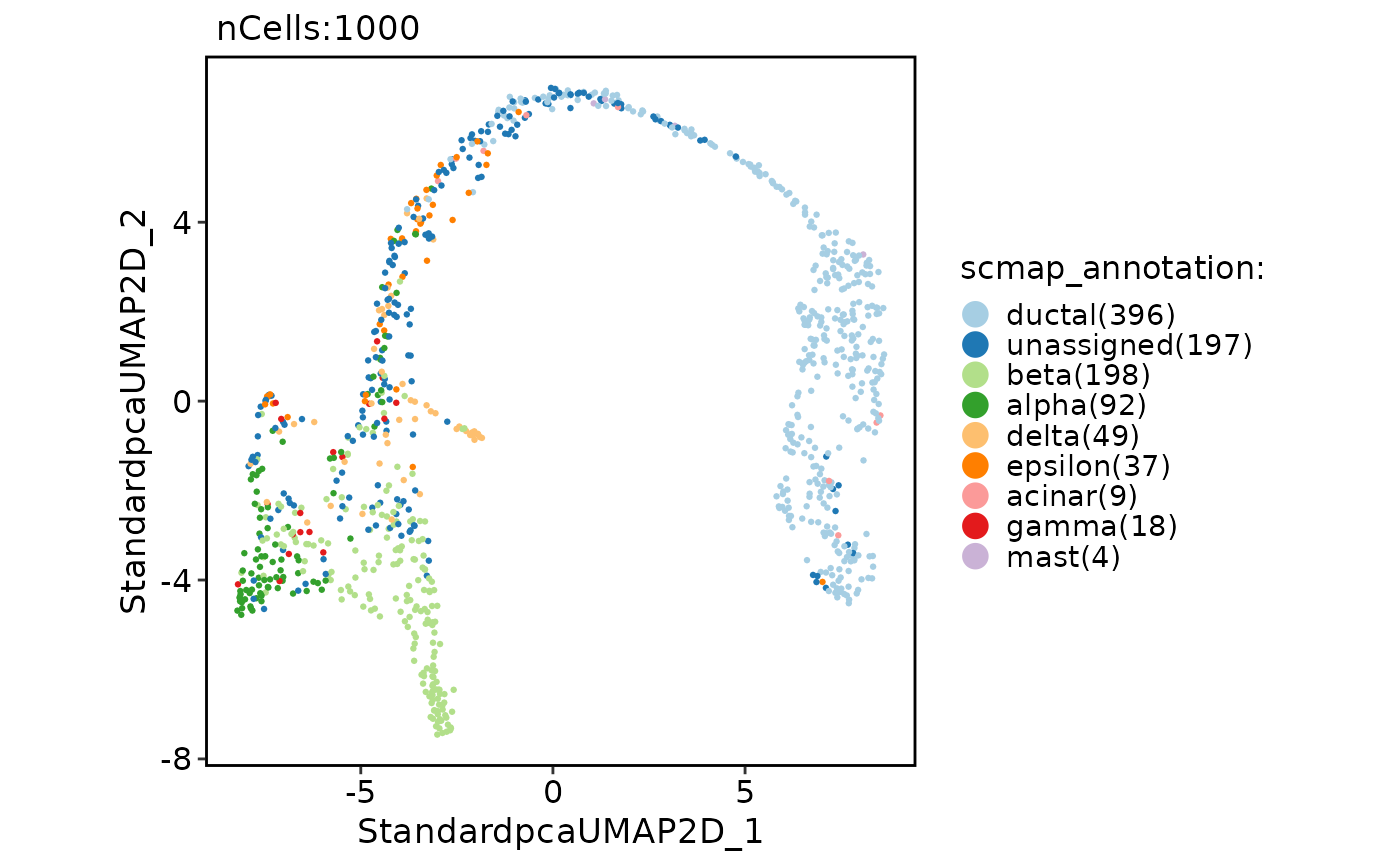 nCells:1000
StandardpcaUMAP2D_2
4
0
-4
-8
-5
0
5
StandardpcaUMAP2D_1
scmap_annotation:
ductal(396)
unassigned(197)
beta(198)
alpha(92)
delta(49)
epsilon(37)
acinar(9)
gamma(18)
mast(4)